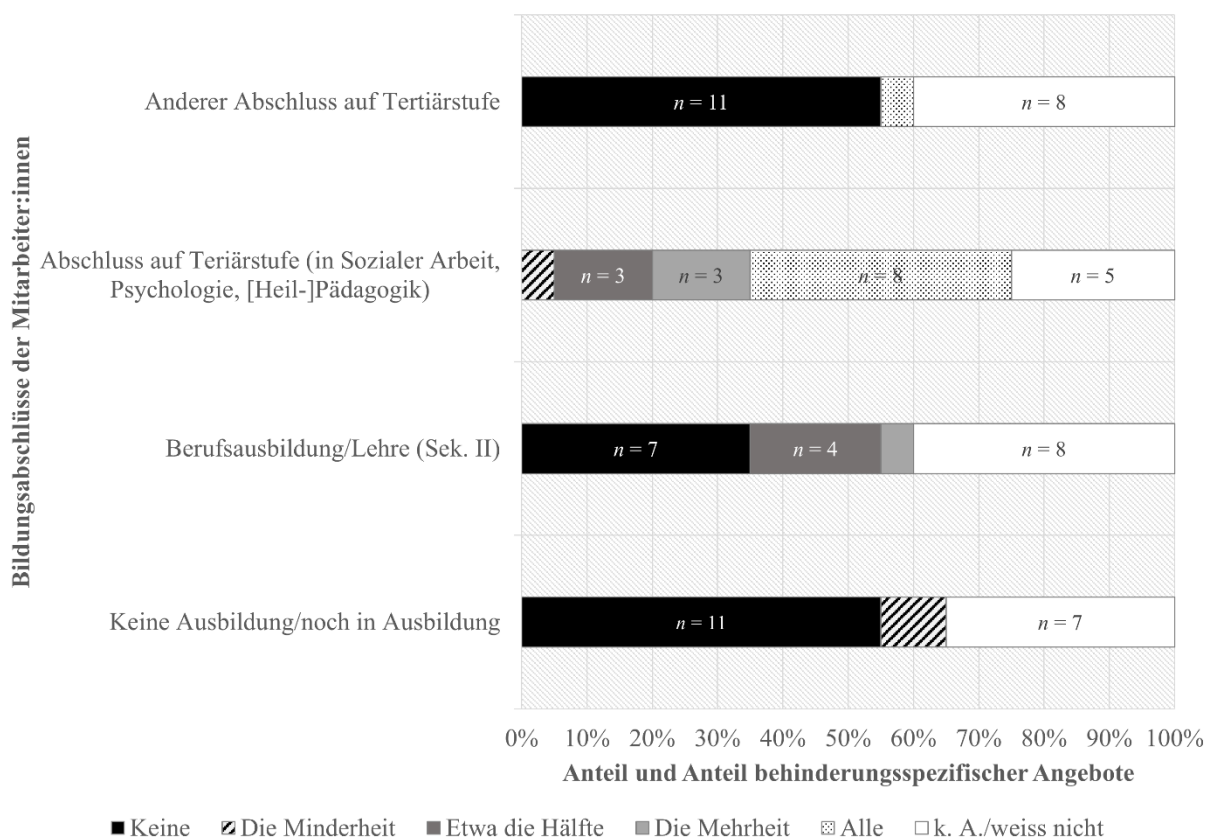 Bildungsabschlüsse der Mitarbeiter:innen
Anderer Abschluss auf Tertiärstufe
n = 11
n = 8
Abschluss auf Teriärstufe (in Sozialer Arbeit,
Psychologie, [Heil-]Pädagogik)
n = 3
n = 3
n = 8
n = 5
Berufsausbildung/Lehre (Sek. II)
n = 7
n = 4
n = 8
Keine Ausbildung/noch in Ausbildung
n = 11
n = 7
0% 10% 20% 30% 40% 50% 60% 70% 80% 90% 100%
Anteil und Anteil behinderungsspezifischer Angebote
Keine Die Minderheit Etwa die Hälfte Die Mehrheit Alle k. A./weiss nicht